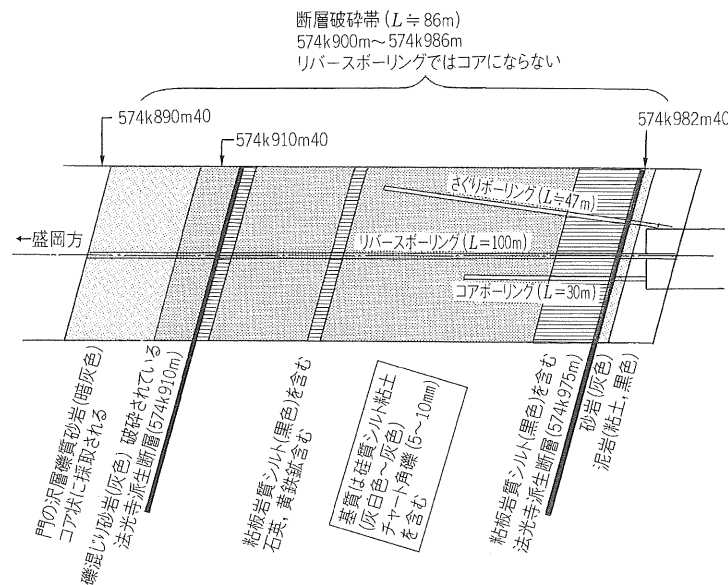 断層破砕帯（L≒86m）
574k900m～574k986m
リバースボーリングではコアにならない
574k890m40
574k910m40
574k982m40
さぐりボーリング（L≒47m）
←盛岡方
リバースボーリング（L=100m）
コアボーリング（L=30m）
門の沢層礫質砂岩（暗灰色）
コア状に採取される
礫混じり砂岩（灰色）破砕されている
法光寺派生断層（574k910m）
粘板岩質シルト（黒色）を含む
石英，黄鉄鉱含む
基質は硅質シルト粘土
（灰白色～灰色）
チャート角礫（5～10mm）
を含む
粘板岩質シルト（黒色）を含む
法光寺派生断層（574k975m）
砂岩（灰色）
泥岩（粘土，黒色）